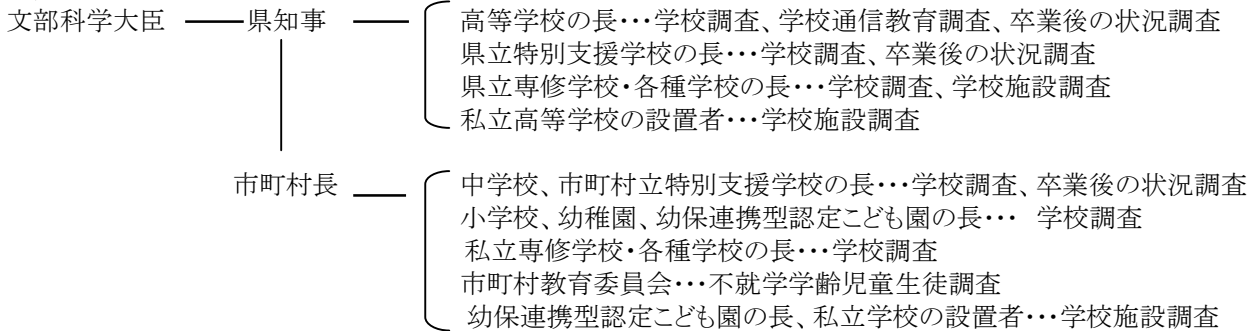 文部科学大臣 県知事 高等学校の長・・・学校調査、学校通信教育調査、卒業後の状況調査
県立特別支援学校の長・・・学校調査、卒業後の状況調査
県立専修学校・各種学校の長・・・学校調査、学校施設調査
私立高等学校の設置者・・・学校施設調査
市町村長 中学校、市町村立特別支援学校の長・・・学校調査、卒業後の状況調査
小学校、幼稚園、幼保連携型認定こども園の長・・・ 学校調査
私立専修学校・各種学校の長・・・学校調査
市町村教育委員会・・・不就学学齢児童生徒調査
幼保連携型認定こども園の長、私立学校の設置者・・・学校施設調査